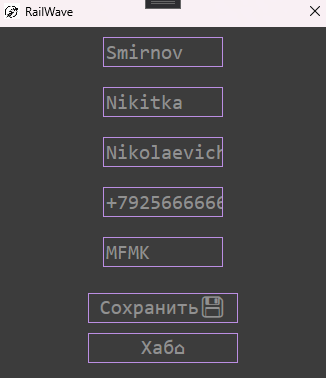 RailWave
Smirnov
Nikitka
Nikolaevich
+7925666666
MFMK
Сохранить
Хаб